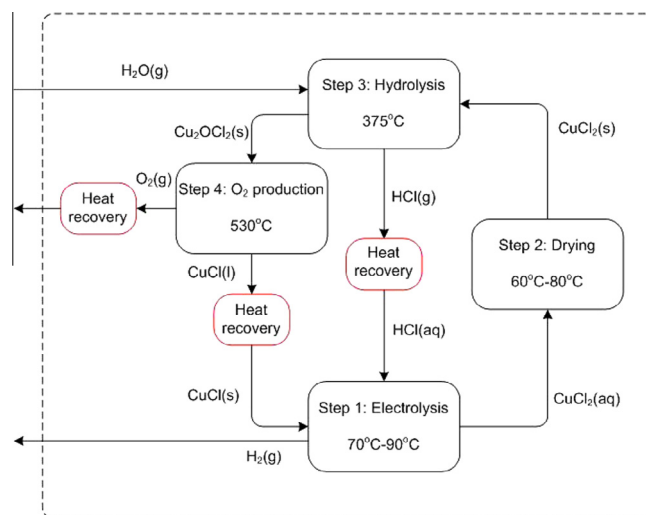 H₂O(g)
Step 3: Hydrolysis
375°C
Cu₂OCl₂(s)
CuCl₂(s)
O₂(g)
Step 4: O₂ production
530°C
Heat
recovery
HCl(g)
Step 2: Drying
60°C-80°C
Heat
recovery
CuCl(l)
Heat
recovery
HCl(aq)
CuCl(s)
Step 1: Electrolysis
70°C-90°C
CuCl₂(aq)
H₂(g)